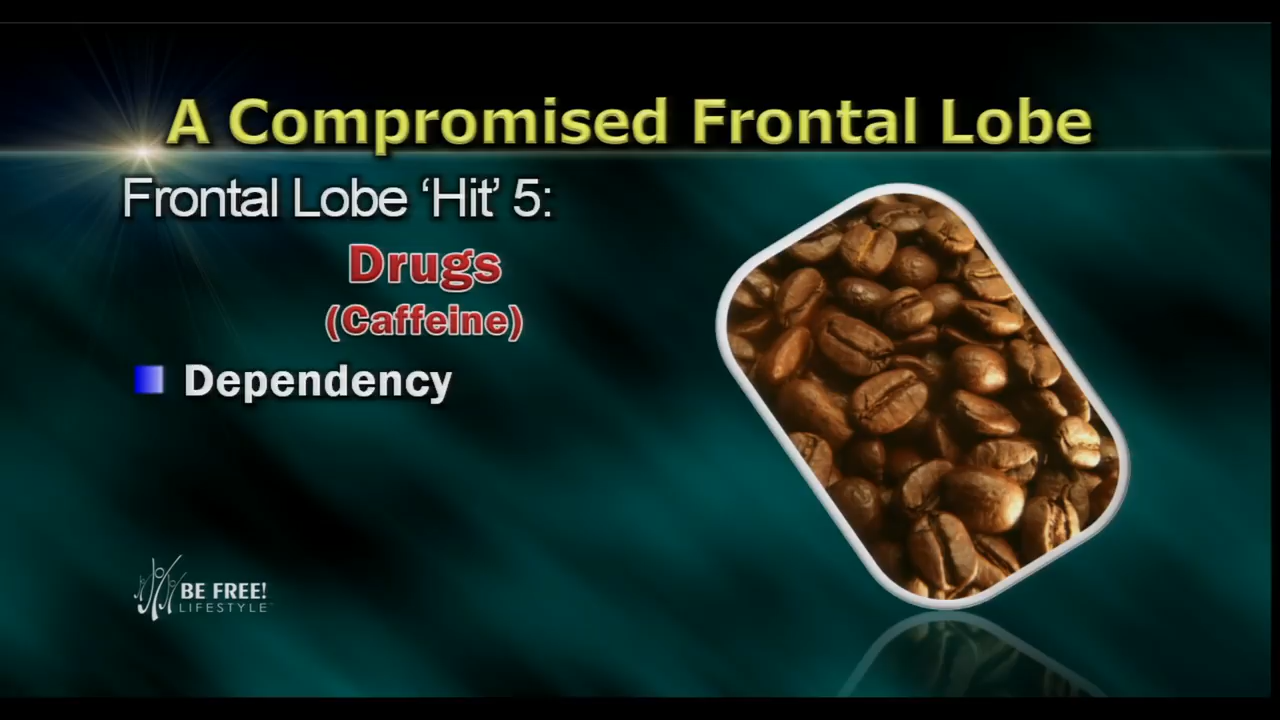 A Compromised Frontal Lobe
Frontal Lobe ‘Hit’ 5:
Drugs
(Caffeine)
Dependency
BE FREE!
LIFESTYLE